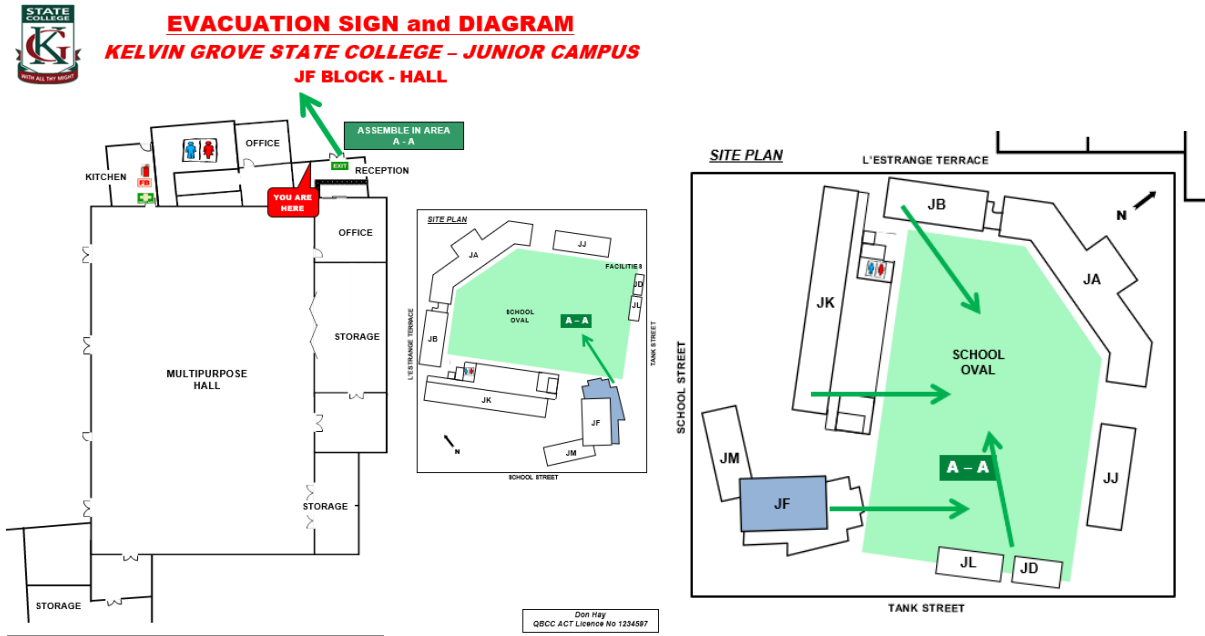 STATE
COLLEGE
KG
WITH ALL THY MIGHT
EVACUATION SIGN and DIAGRAM
KELVIN GROVE STATE COLLEGE – JUNIOR CAMPUS
JF BLOCK - HALL
ASSEMBLE IN AREA
A - A
OFFICE
EXIT
RECEPTION
KITCHEN
FB
YOU ARE
HERE
OFFICE
STORAGE
MULTIPURPOSE
HALL
STORAGE
STORAGE
SITE PLAN
JJ
JA
FACILITIES
JD
JL
SCHOOL
OVAL
A – A
L'ESTRANGE TERRACE
JB
TANK STREET
JK
JF
JM
N
SCHOOL STREET
Don Hay
QBCC ACT Licence No 1234597
SITE PLAN
L'ESTRANGE TERRACE
JB
N
JA
JK
SCHOOL
OVAL
SCHOOL STREET
JM
A – A
JJ
JF
JL
JD
TANK STREET